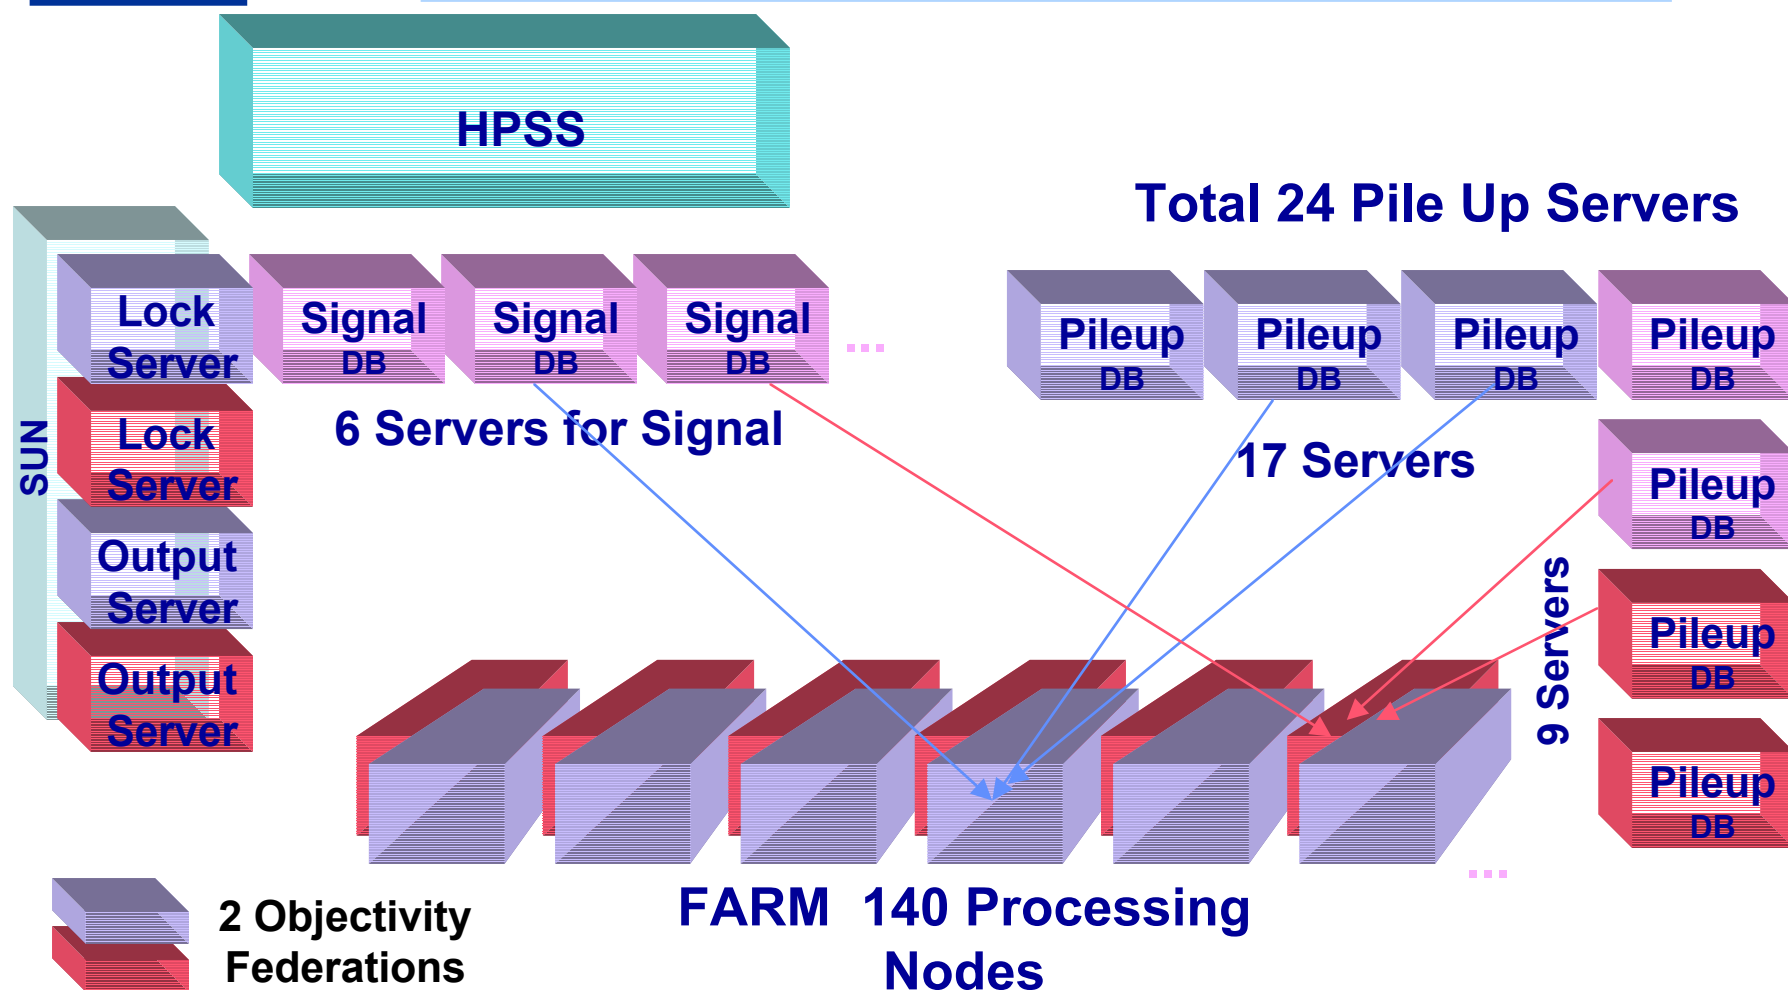 HPSS
Total 24 Pile Up Servers
SUN
Lock
Server
Lock
Server
Output
Server
Output
Server
Signal
DB
Signal
DB
Signal
DB
...
6 Servers for Signal
Pileup
DB
Pileup
DB
Pileup
DB
Pileup
DB
17 Servers
Pileup
DB
Pileup
DB
Pileup
DB
9 Servers
...
FARM  140 Processing
Nodes
2 Objectivity
Federations